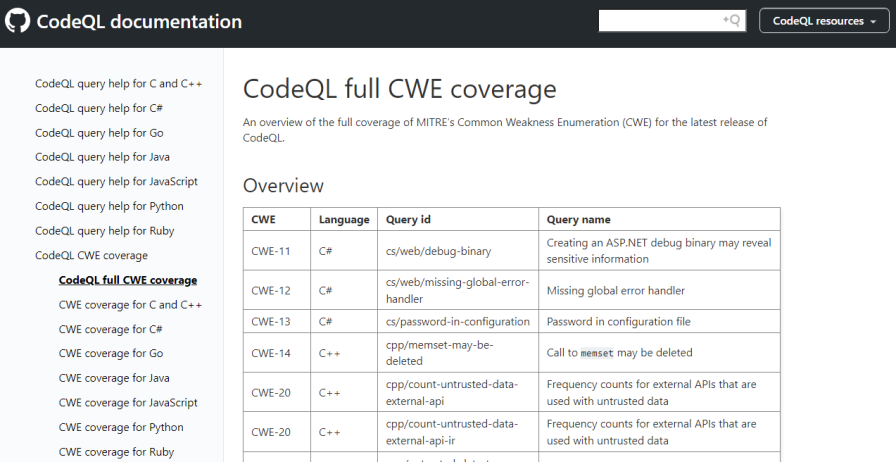 CodeQL documentation
CodeQL resources
CodeQL query help for C and C++
CodeQL query help for C#
CodeQL query help for Go
CodeQL query help for Java
CodeQL query help for JavaScript
CodeQL query help for Python
CodeQL query help for Ruby
CodeQL CWE coverage
CodeQL full CWE coverage
CWE coverage for C and C++
CWE coverage for C#
CWE coverage for Go
CWE coverage for Java
CWE coverage for JavaScript
CWE coverage for Python
CWE coverage for Ruby
CodeQL full CWE coverage
An overview of the full coverage of MITRE's Common Weakness Enumeration (CWE) for the latest release of
CodeQL.
Overview
CWE Language Query id Query name
CWE-11 C# cs/web/debug-binary Creating an ASP.NET debug binary may reveal
sensitive information
CWE-12 C# cs/web/missing-global-error-
handler Missing global error handler
CWE-13 C# cs/password-in-configuration Password in configuration file
CWE-14 C++ cpp/memset-may-be-
deleted Call to memset may be deleted
CWE-20 C++ cpp/count-untrusted-data-
external-api Frequency counts for external APIs that are
used with untrusted data
CWE-20 C++ cpp/count-untrusted-data-
external-api-ir Frequency counts for external APIs that are
used with untrusted data